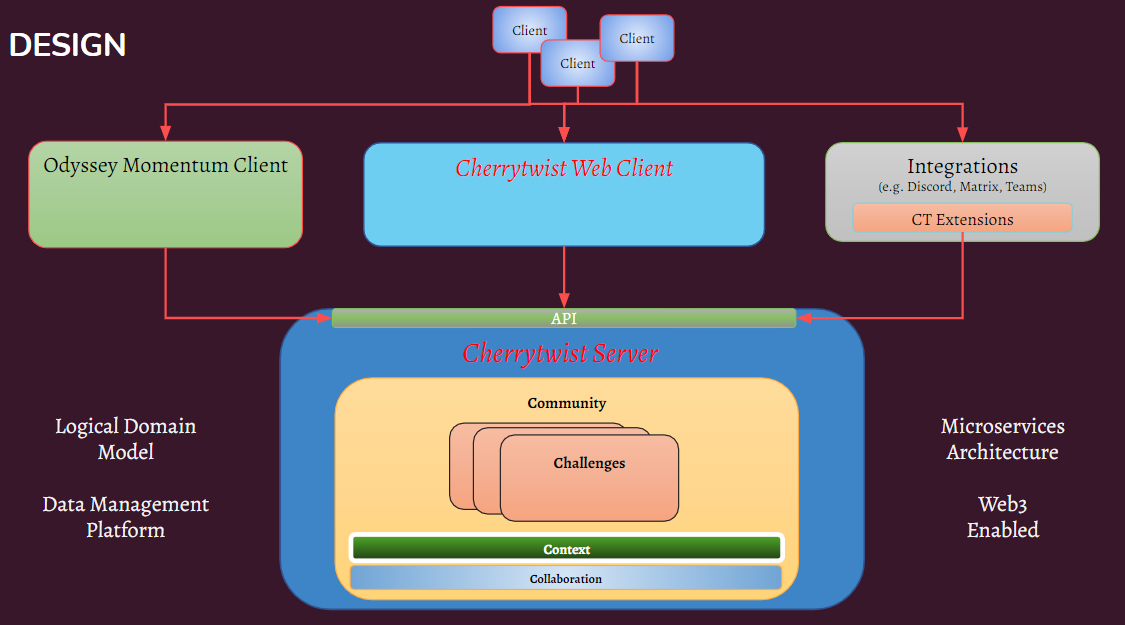 DESIGN
Client
Client
Client
Odyssey Momentum Client
Cherrytwist Web Client
Integrations
(e.g. Discord, Matrix, Teams)
CT Extensions
API
Cherrytwist Server
Community
Challenges
Context
Collaboration
Logical Domain
Model
Data Management
Platform
Microservices
Architecture
Web3
Enabled